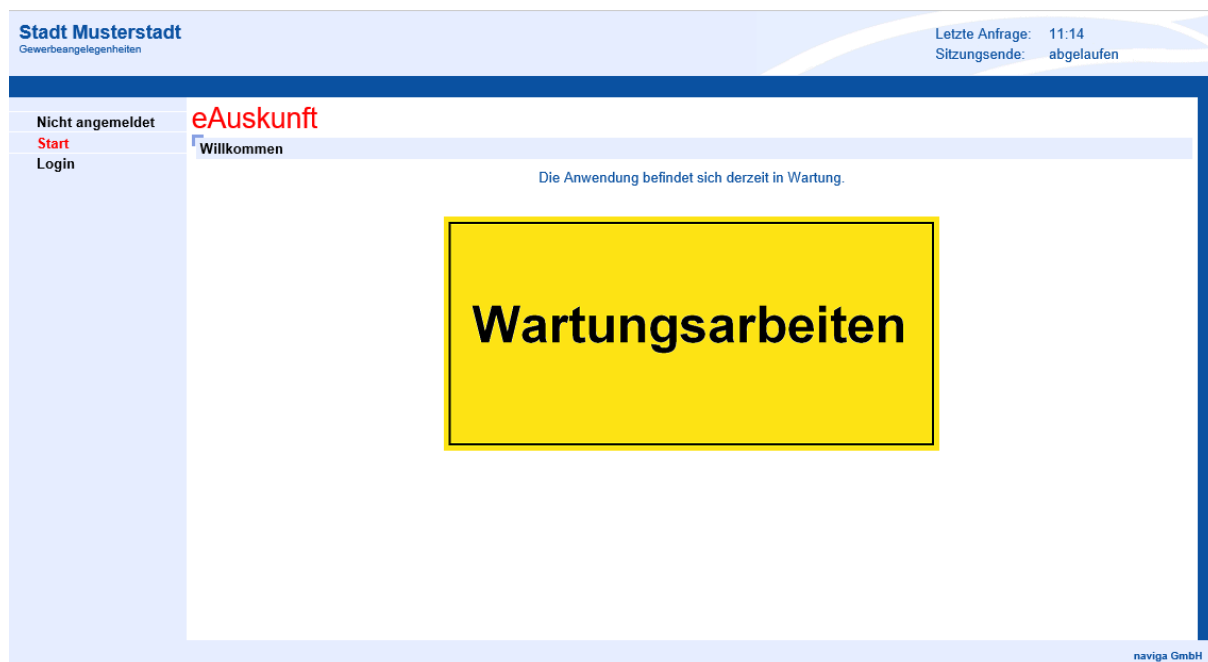 Stadt Musterstadt
Gewerbeangelegenheiten
Letzte Anfrage: 11:14
Sitzungsende: abgelaufen
Nicht angemeldet
Start
Login
eAuskunft
Willkommen
Die Anwendung befindet sich derzeit in Wartung.
Wartungsarbeiten
naviga GmbH